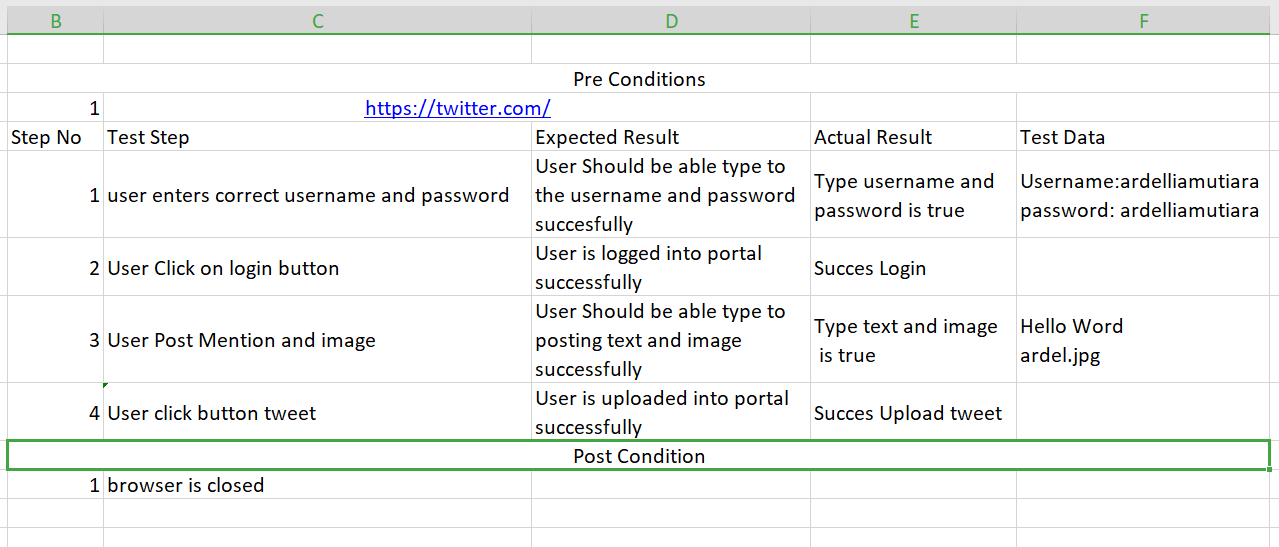 B C D E F
Pre Conditions
1 https://twitter.com/
Step No Test Step Expected Result Actual Result Test Data
1 user enters correct username and password
User Should be able type to
the username and password
succesfully
Type username and
password is true
Username:ardelliamutiara
password: ardelliamutiara
2 User Click on login button
User is logged into portal
successfully
Succes Login
3 User Post Mention and image
User Should be able type to
posting text and image
successfully
Type text and image
is true
Hello Word
ardel.jpg
4 User click button tweet
User is uploaded into portal
successfully
Succes Upload tweet
Post Condition
1 browser is closed